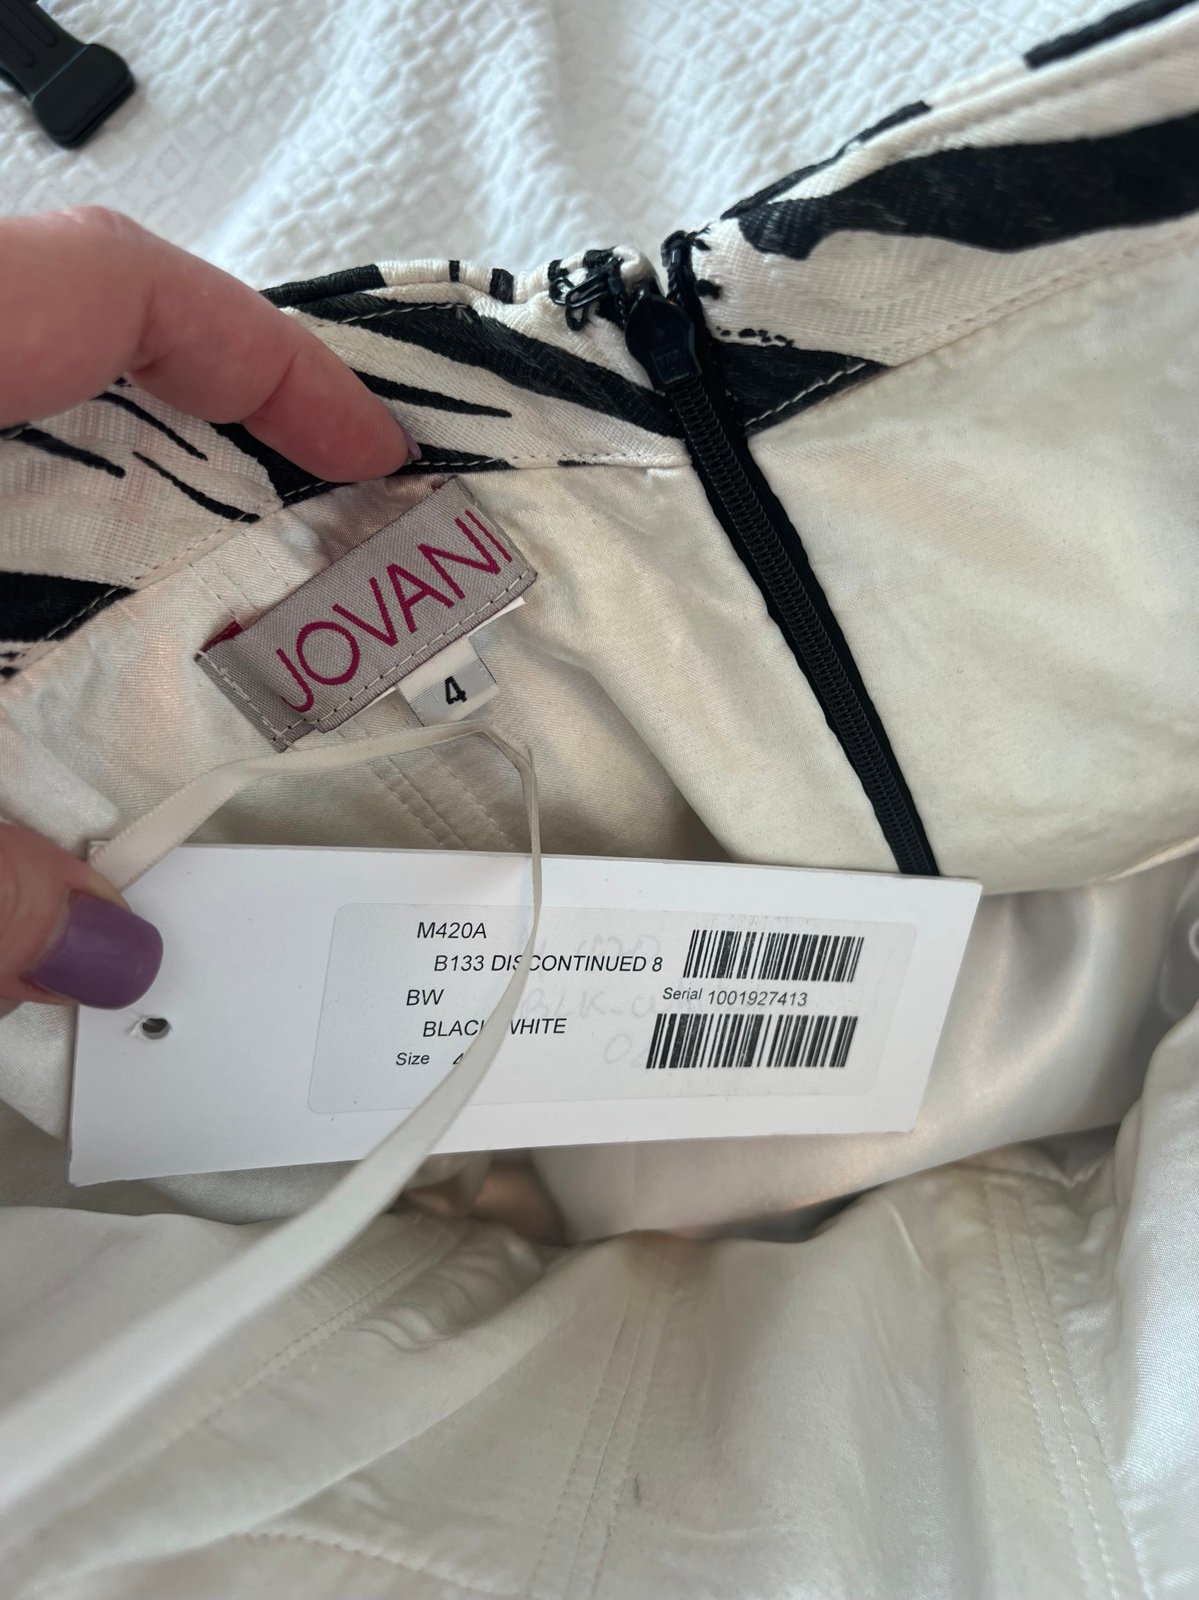 JOVANI
4
M420A
B133 DISCONTINUED 8
BW
Serial 1001927413
BLACK WHITE
Size 4